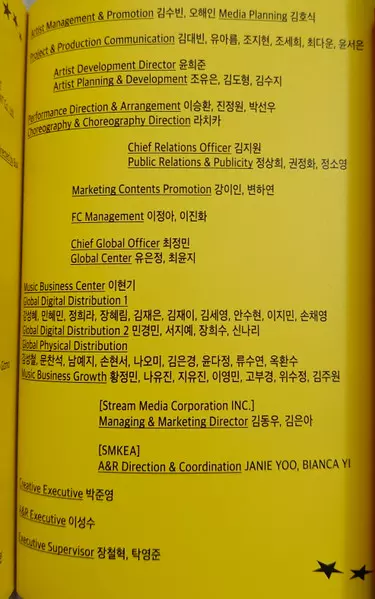 Artist Management & Promotion 김수빈, 오해인 Media Planning 김호식
Project & Production Communication 김대빈, 유아름, 조지현, 조세희, 최다운, 윤서은
Artist Development Director 윤희준
Artist Planning & Development 조유은, 김도형, 김수지
Performance Direction & Arrangement 이승환, 진정원, 박선우
Choreography & Choreography Direction 라치카
Chief Relations Officer 김지원
Public Relations & Publicity 정상희, 권정화, 정소영
Marketing Contents Promotion 강이인, 변하연
FC Management 이정아, 이진화
Chief Global Officer 최정민
Global Center 유은정, 최윤지
Music Business Center 이현기
Global Digital Distribution 1
강성혜, 민혜민, 정희라, 장혜림, 김재은, 김재이, 김세영, 안수현, 이지민, 손채영
Global Digital Distribution 2 민경민, 서지예, 장희수, 신나리
Global Physical Distribution
김성철, 문찬석, 남예지, 손현서, 나오미, 김은경, 윤다정, 류수연, 옥환수
Music Business Growth 황정민, 나유진, 지유진, 이영민, 고부경, 위수정, 김주원
[Stream Media Corporation INC.]
Managing & Marketing Director 김동우, 김은아
[SMKEA]
A&R Direction & Coordination JANIE YOO, BIANCA YI
Creative Executive 박준영
A&R Executive 이성수
Executive Supervisor 장철혁, 탁영준